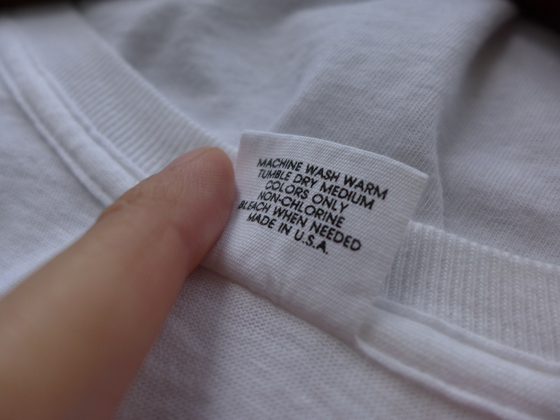 MACHINE WASH WARM
TUMBLE DRY MEDIUM
COLORS ONLY
NON-CHLORINE
BLEACH WHEN NEEDED
MADE IN U.S.A.